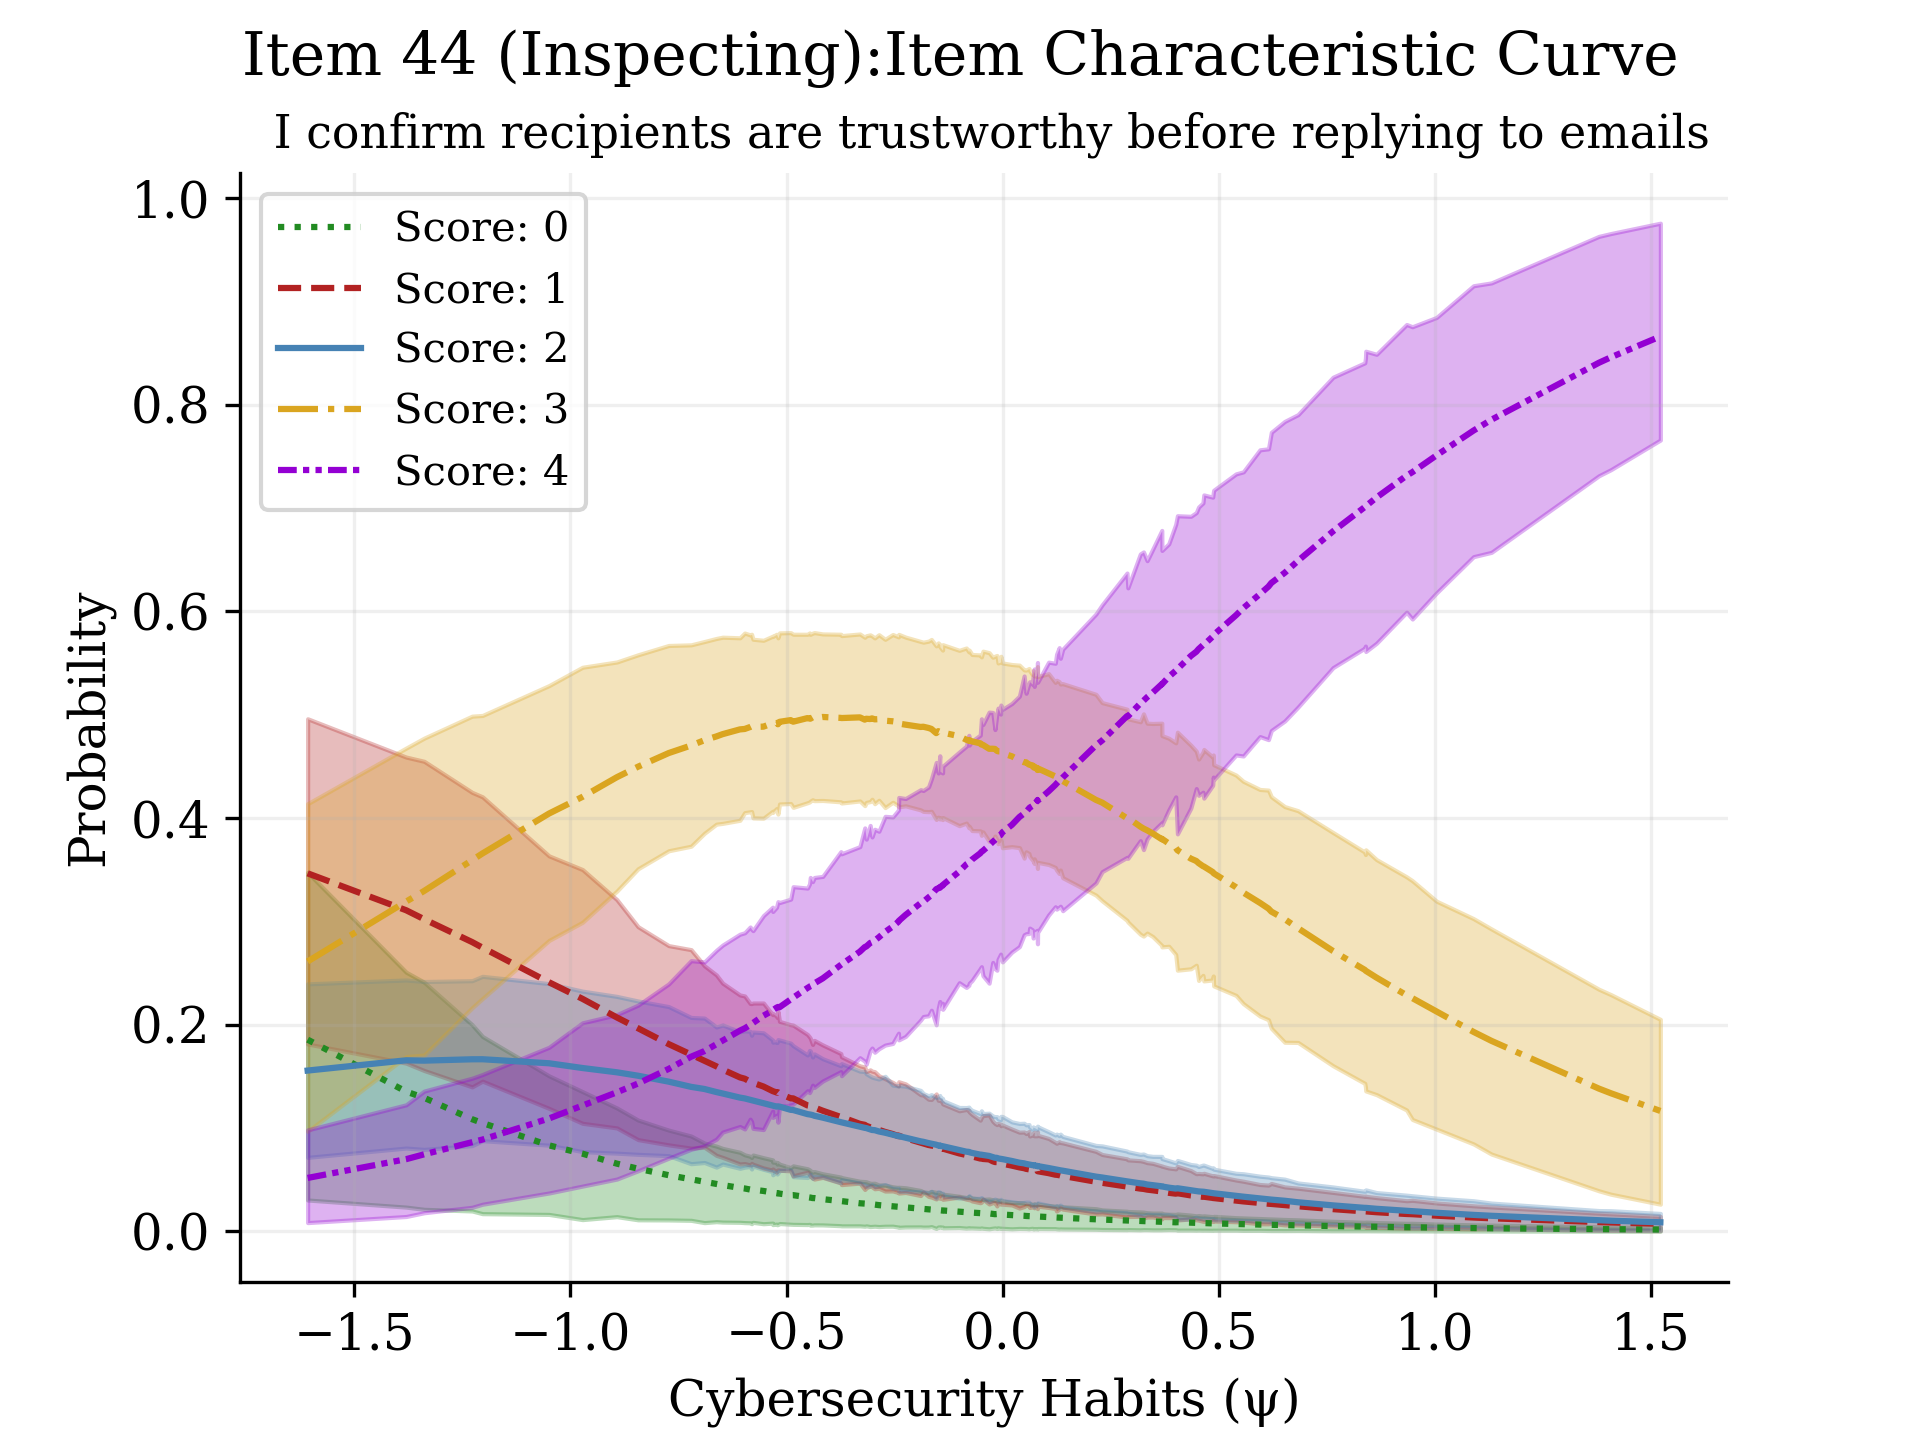 Item 44 (Inspecting):Item Characteristic Curve
I confirm recipients are trustworthy before replying to emails
Score: 0
Score: 1
Score: 2
Score: 3
Score: 4
Probability
1.0
0.8
0.6
0.4
0.2
0.0
−1.5 −1.0 −0.5 0.0 0.5 1.0 1.5
Cybersecurity Habits (ψ)